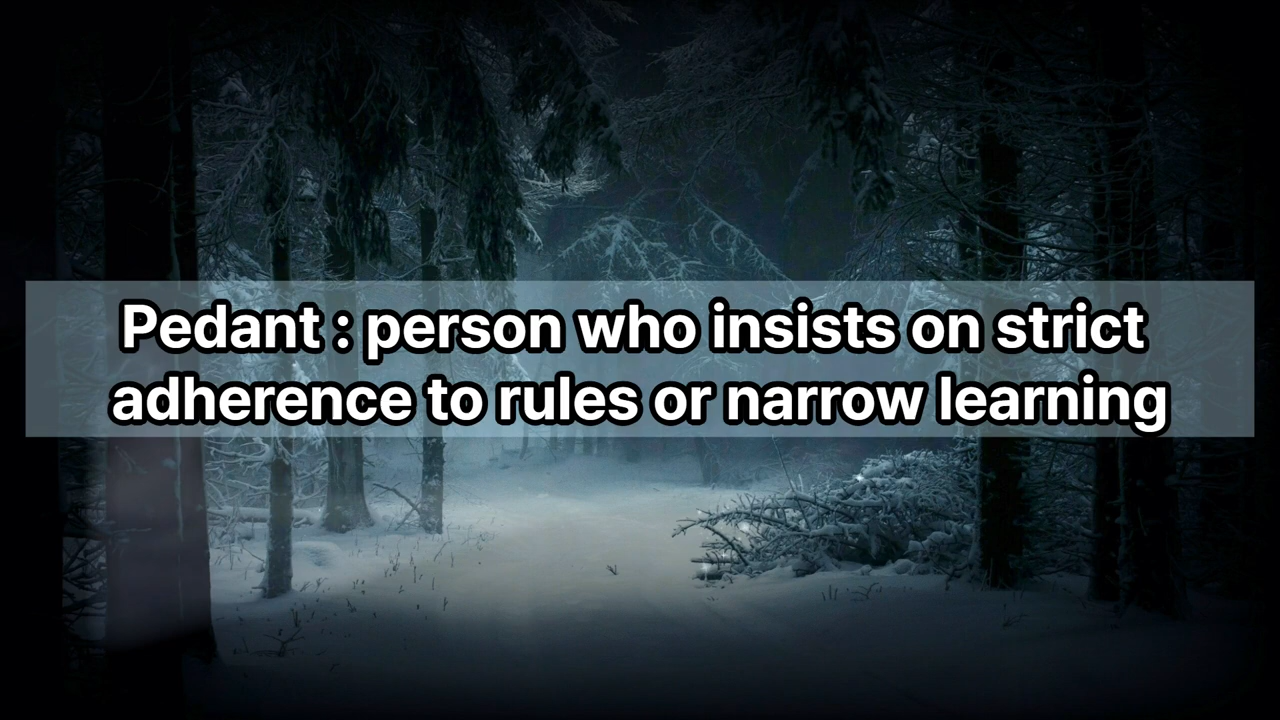 Pedant : person who insists on strict
adherence to rules or narrow learning